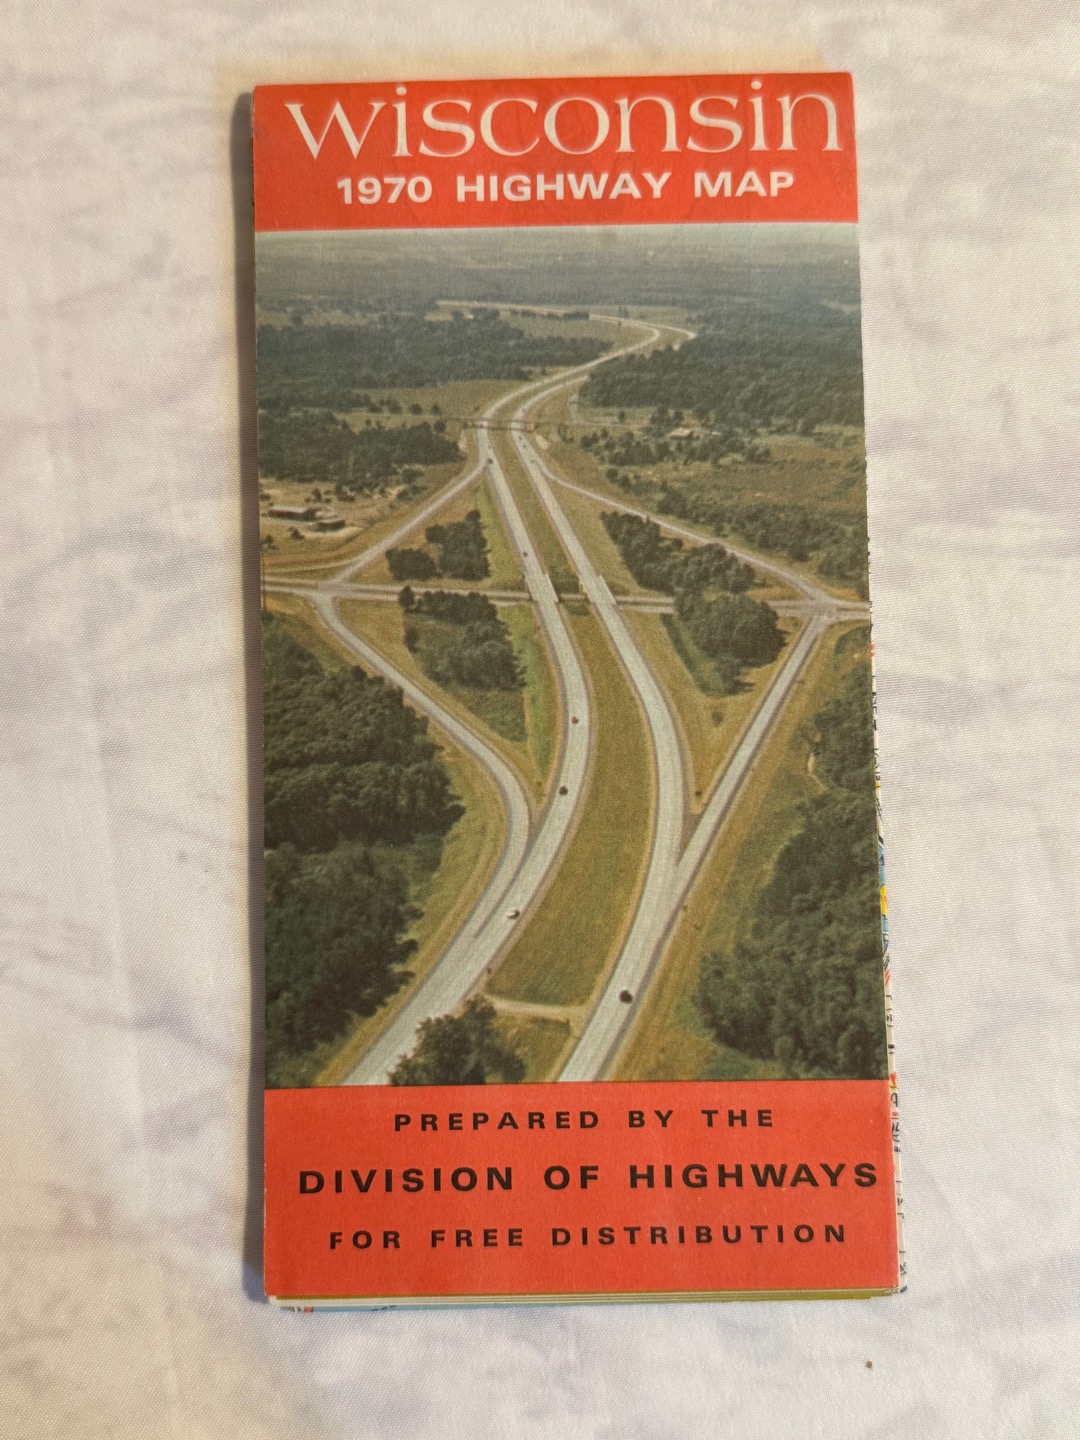 wisconsin
1970 HIGHWAY MAP
PREPARED BY THE
DIVISION OF HIGHWAYS
FOR FREE DISTRIBUTION